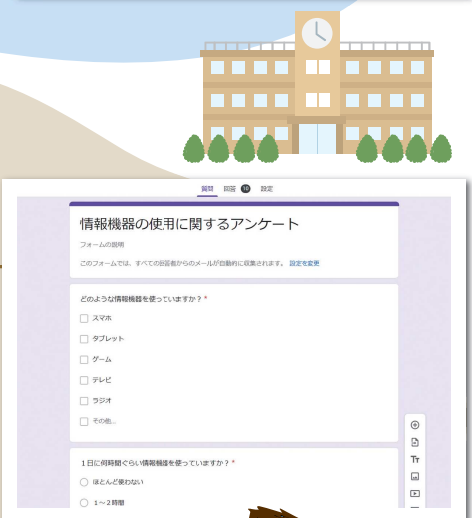 質問 回答 10 設定
情報機器の使用に関するアンケート
フォームの説明
このフォームでは、すべての回答者からのメールが自動的に収集されます。 設定を変更
どのような情報機器を使っていますか？ *
スマホ
タブレット
ゲーム
テレビ
ラジオ
その他...
1日に何時間ぐらい情報機器を使っていますか？ *
ほとんど使わない
1～2時間
Tт